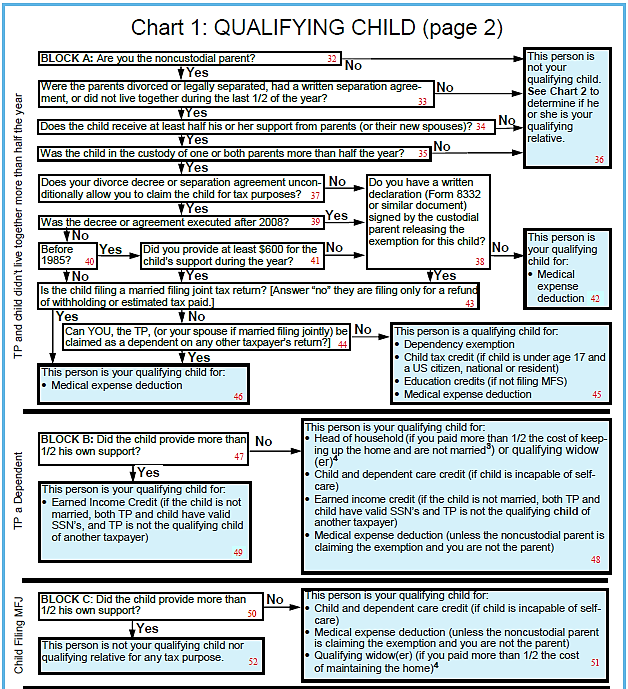 Chart 1: QUALIFYING CHILD (page 2)
TP and child didn't live together more than half the year
BLOCK A: Are you the noncustodial parent? 32
No
Yes
This person is
not your
qualifying child.
See Chart 2 to
determine if he
or she is your
qualifying
relative.
36
Were the parents divorced or legally separated, had a written separation agree-
ment, or did not live together during the last 1/2 of the year? 33
No
Yes
Does the child receive at least half his or her support from parents (or their new spouses)? 34
No
Yes
Was the child in the custody of one or both parents more than half the year? 35
No
Yes
Does your divorce decree or separation agreement uncon-
ditionally allow you to claim the child for tax purposes? 37
No
Yes
Do you have a written
declaration (Form 8332
or similar document)
signed by the custodial
parent releasing the
exemption for this child?
38
No
Yes
Was the decree or agreement executed after 2008? 39
Yes
No
Before
1985? 40
Yes
No
Did you provide at least $600 for the
child's support during the year? 41
No
Yes
This person is
your qualifying
child for:
• Medical
expense
deduction 42
Is the child filing a married filing joint tax return? [Answer "no" they are filing only for a refund
of withholding or estimated tax paid.] 43
Yes
No
Can YOU, the TP, (or your spouse if married filing jointly) be
claimed as a dependent on any other taxpayer's return?] 44
No
Yes
This person is a qualifying child for:
• Dependency exemption
• Child tax credit (if child is under age 17 and
a US citizen, national or resident)
• Education credits (if not filing MFS)
• Medical expense deduction 45
This person is your qualifying child for:
• Medical expense deduction
46
TP a Dependent
BLOCK B: Did the child provide more than
1/2 his own support? 47
No
Yes
This person is your qualifying child for:
• Head of household (if you paid more than 1/2 the cost of keep-
ing up the home and are not married³) or qualifying widow
(er)⁴
• Child and dependent care credit (if child is incapable of self-
care)
• Earned income credit (if the child is not married, both TP and
child have valid SSN's and TP is not the qualifying child of
another taxpayer)
• Medical expense deduction (unless the noncustodial parent is
claiming the exemption and you are not the parent)
48
This person is your qualifying child for:
• Earned Income Credit (if the child is not
married, both TP and child have valid
SSN's, and TP is not the qualifying child
of another taxpayer) 49
Child Filing MFJ
BLOCK C: Did the child provide more than
1/2 his own support? 50
No
Yes
This person is your qualifying child for:
• Child and dependent care credit (if child is incapable of self-
care)
• Medical expense deduction (unless the noncustodial parent
is claiming the exemption and you are not the parent)
• Qualifying widow(er) (if you paid more than 1/2 the cost 51
of maintaining the home)⁴
This person is not your qualifying child nor
qualifying relative for any tax purpose. 52